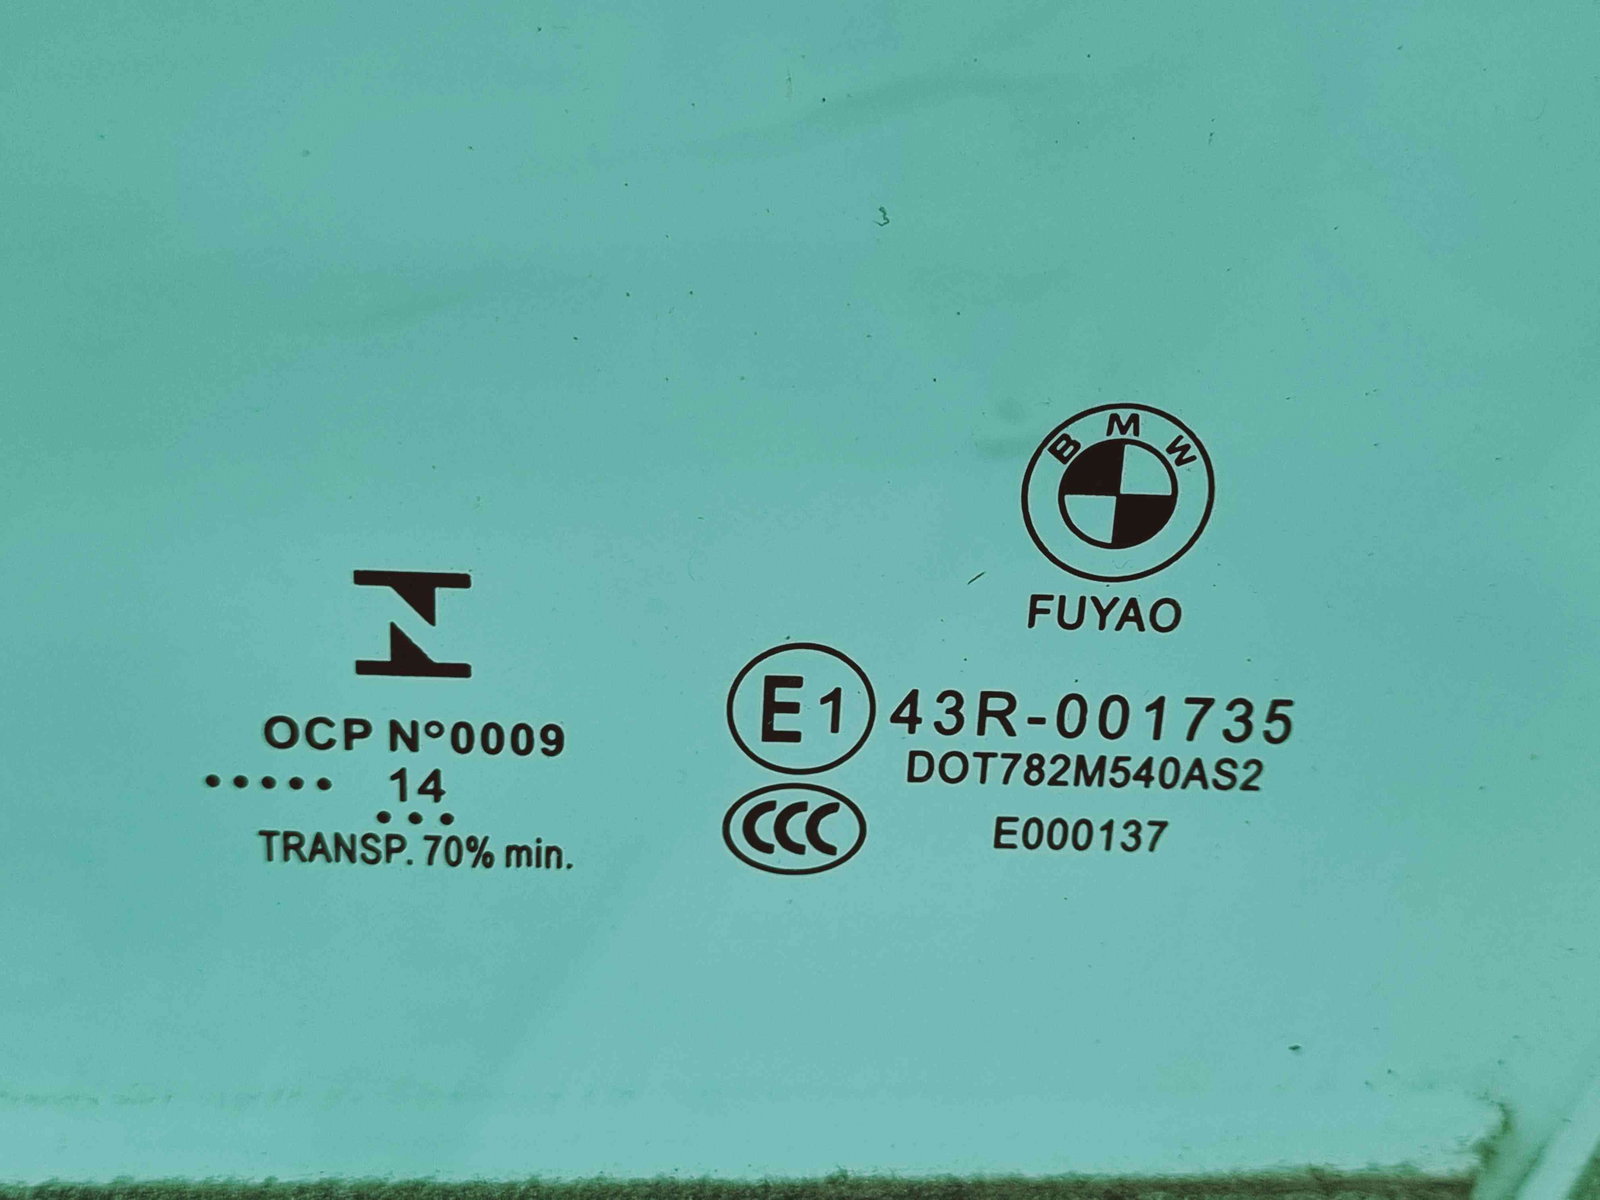 BMW
FUYAO
E1 43R-001735
DOT782M540AS2
CCC E000137
OCP N°0009
..... 14
...
TRANSP. 70% min.